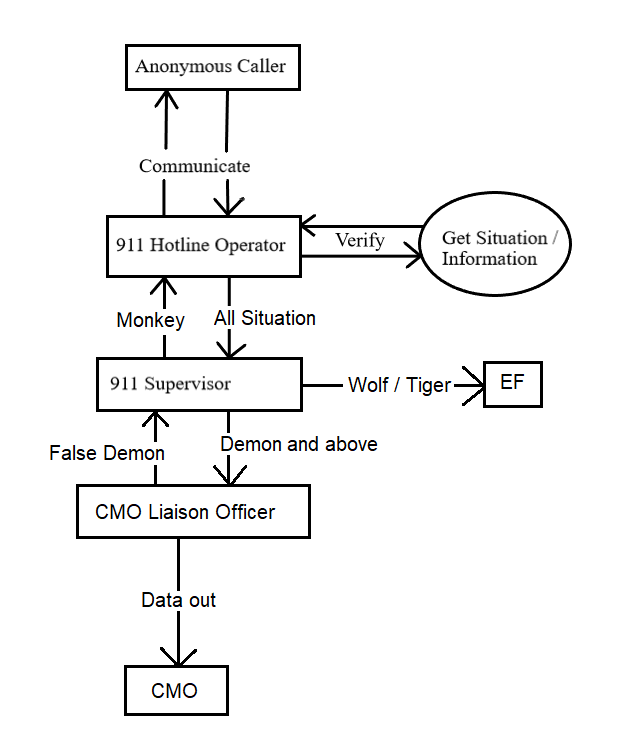 Anonymous Caller
Communicate
911 Hotline Operator
Verify
Get Situation /
Information
Monkey
All Situation
911 Supervisor
Wolf / Tiger
EF
False Demon
Demon and above
CMO Liaison Officer
Data out
CMO